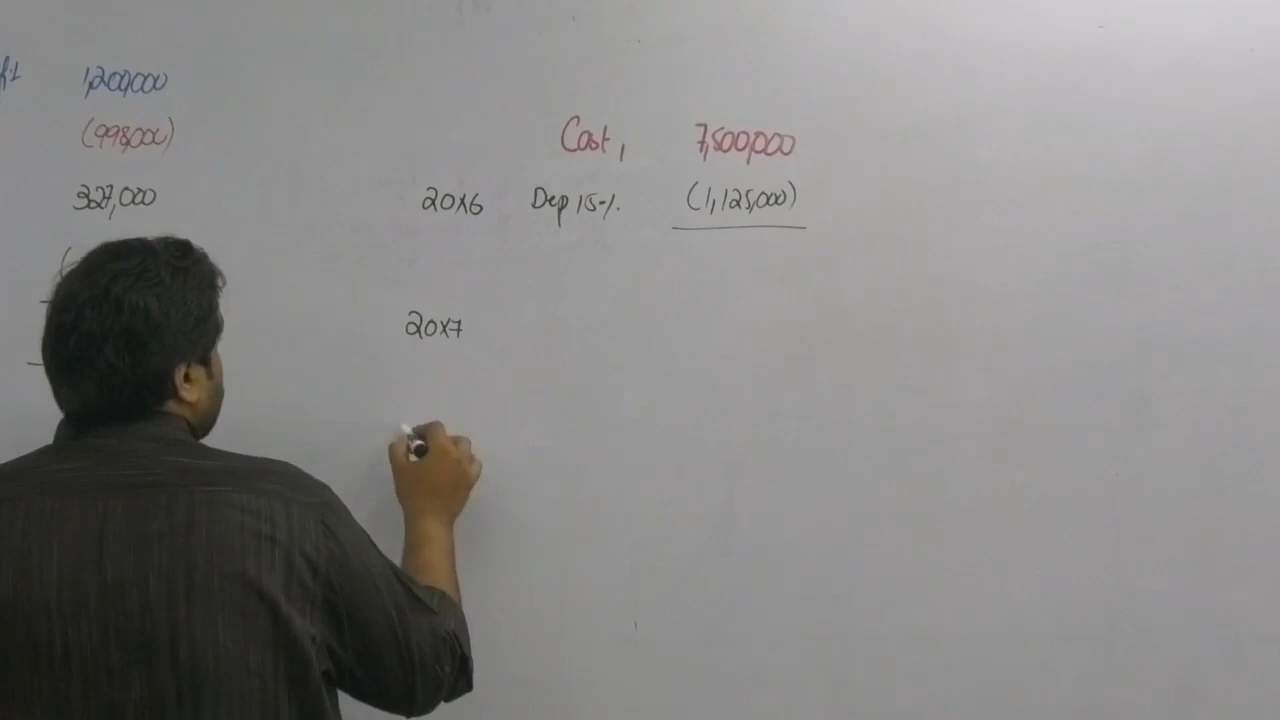 1,200,000
(998,000)
327,000
Cost, 7,500,000
20x6 Dep 15-/. (1,125,000)
20x7